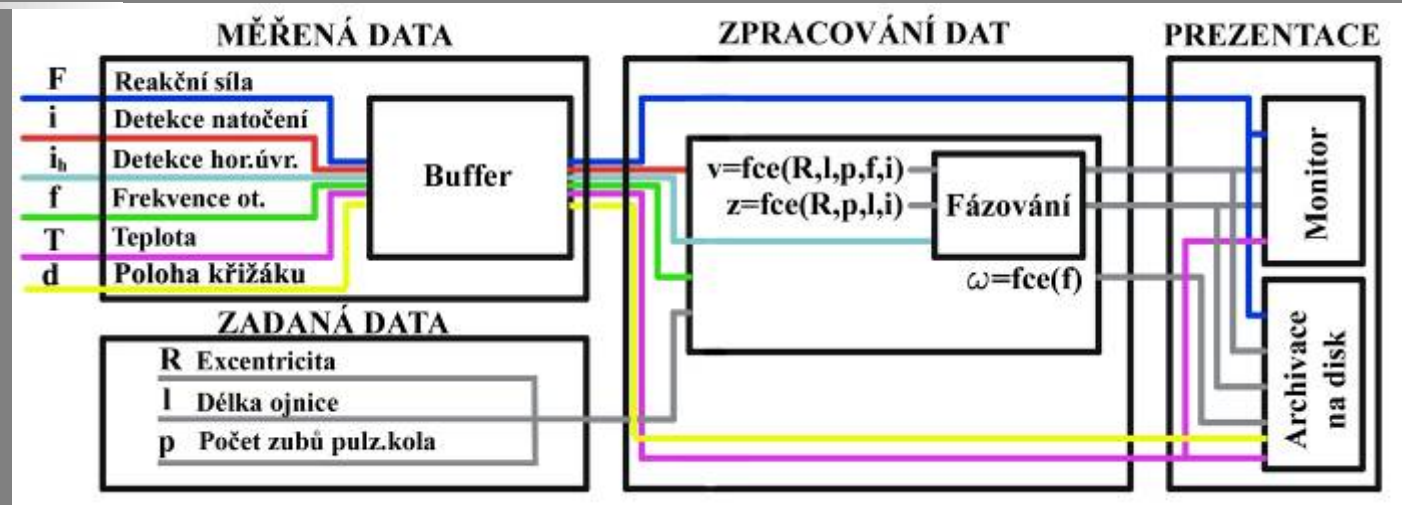 MĚŘENÁ DATA
F Reakční síla
i Detekce natočení
ih Detekce hor.úvr.
f Frekvence ot.
T Teplota
d Poloha křižáku
Buffer
ZADANÁ DATA
R Excentricita
l Délka ojnice
p Počet zubů pulz.kola
ZPRACOVÁNÍ DAT
v=fce(R,l,p,f,i)
z=fce(R,p,l,i)
Fázování
ω=fce(f)
PREZENTACE
Monitor
Archivace
na disk